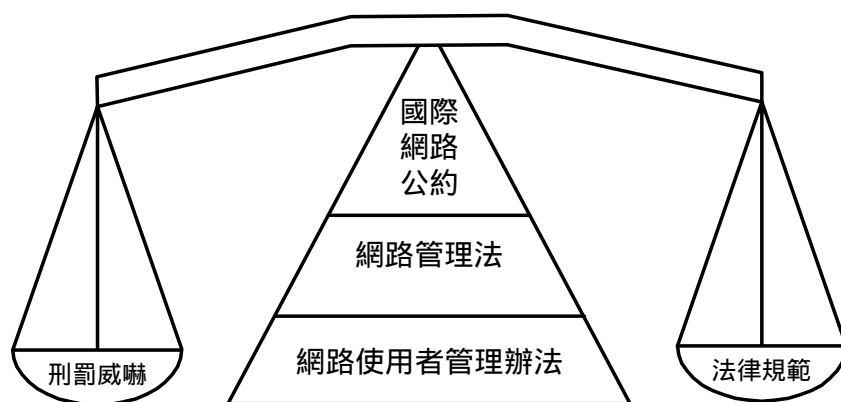 國際
網路
公約
網路管理法
網路使用者管理辦法
刑罰威嚇
法律規範